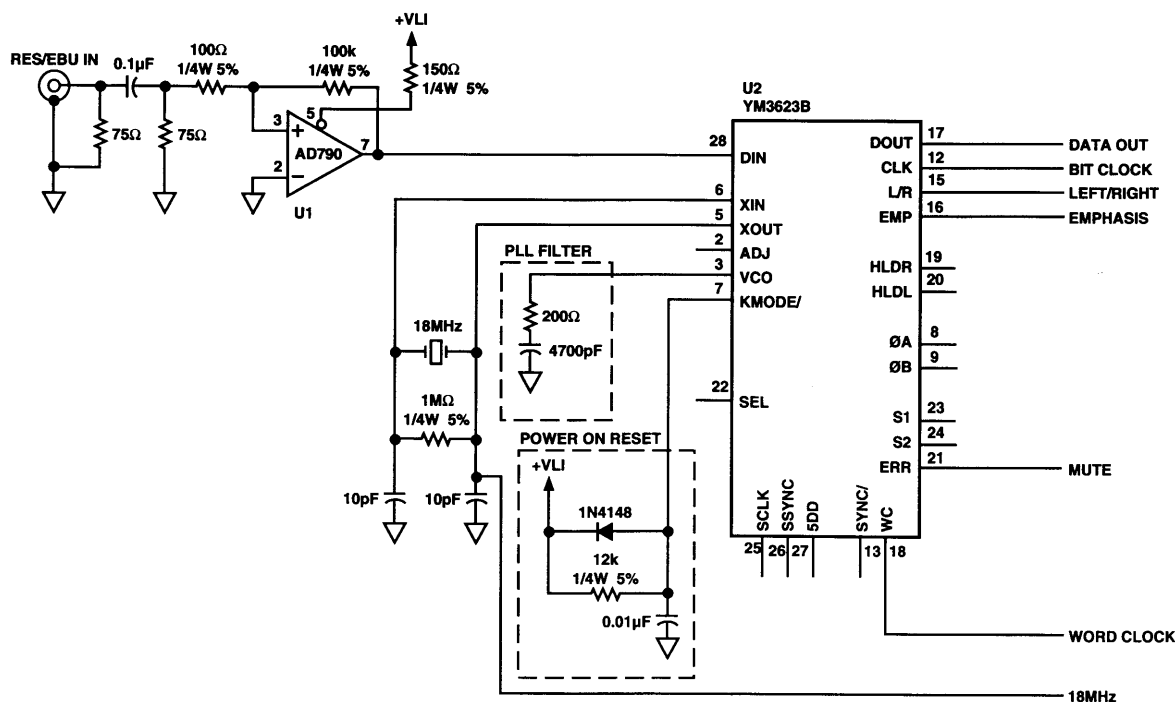 +VLI
RES/EBU IN
0.1µF
100Ω
1/4W 5%
100k
1/4W 5%
150Ω
1/4W 5%
75Ω
75Ω
3
+
5
AD790
7
2
–
U1
U2
YM3623B
28
DIN
6
XIN
5
XOUT
2
ADJ
3
VCO
7
KMODE/
22
SEL
DOUT
17
DATA OUT
CLK
12
BIT CLOCK
L/R
15
LEFT/RIGHT
EMP
16
EMPHASIS
HLDR
19
HLDL
20
ØA
8
ØB
9
S1
23
S2
24
ERR
21
MUTE
SCLK
SSYNC
5DD
SYNC/
WC
25
26
27
13
18
PLL FILTER
200Ω
4700pF
18MHz
1MΩ
1/4W 5%
10pF
10pF
POWER ON RESET
+VLI
1N4148
12k
1/4W 5%
0.01µF
WORD CLOCK
18MHz